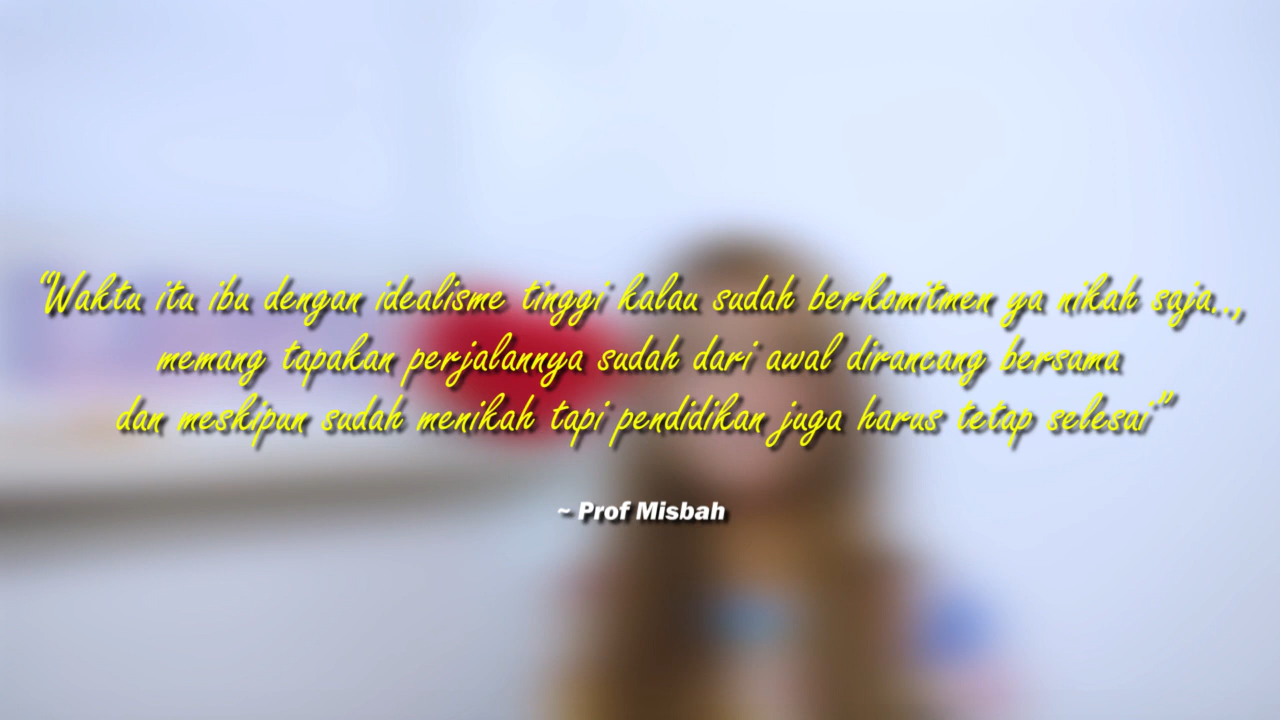 “Waktu itu ibu dengan idealisme tinggi kalau sudah berkomitmen ya nikah saja..,
memang tapakan perjalannya sudah dari awal dirancang bersama
dan meskipun sudah menikah tapi pendidikan juga harus tetap selesai”
~ Prof Misbah